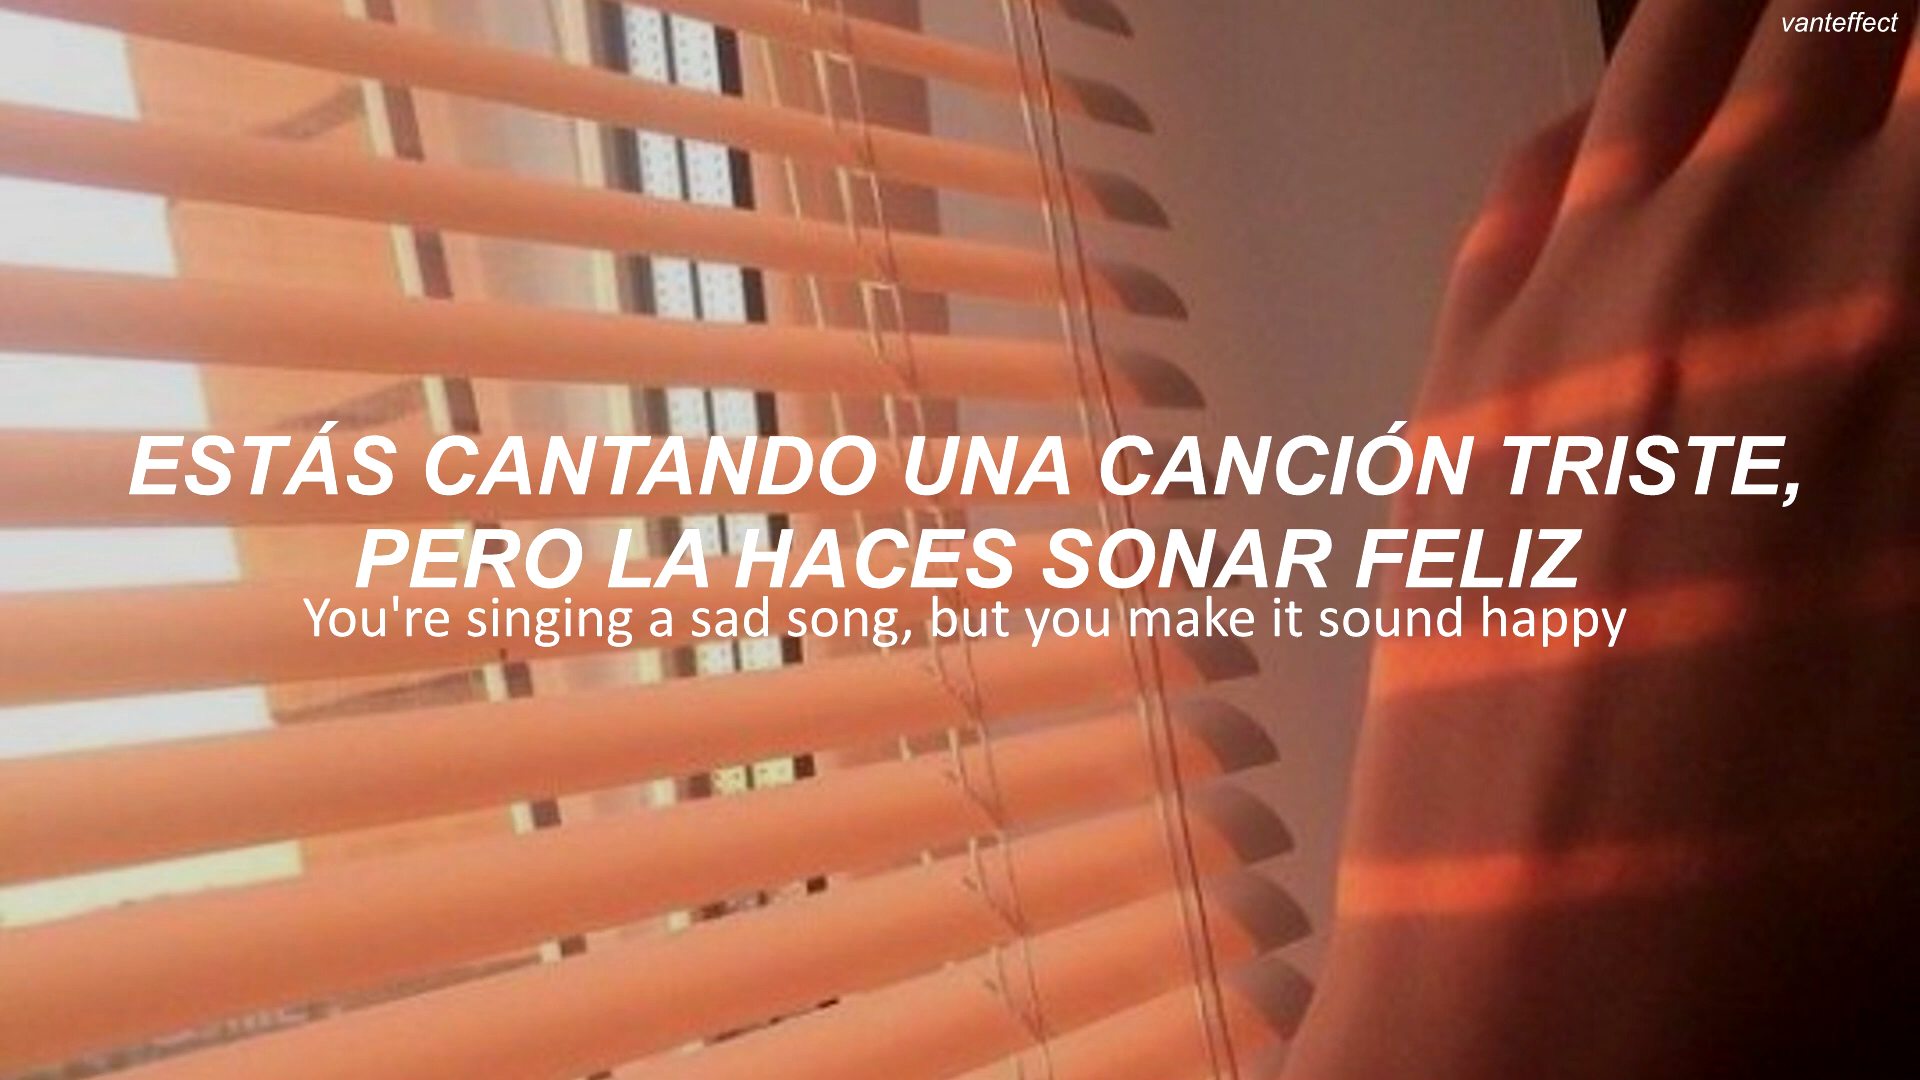 vanteffect
ESTÁS CANTANDO UNA CANCIÓN TRISTE,
PERO LA HACES SONAR FELIZ
You're singing a sad song, but you make it sound happy